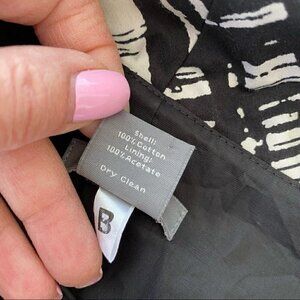 Shell:
100% Cotton
Lining:
100% Acetate
Dry Clean
B